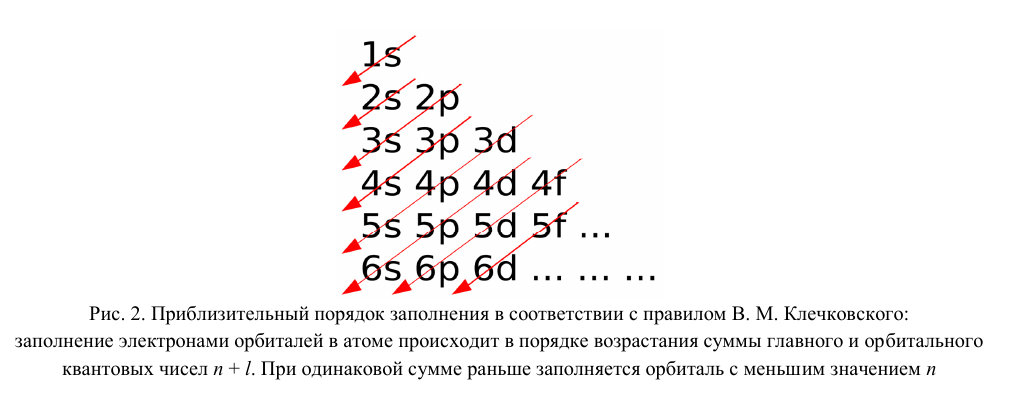 1s
2s 2p
3s 3p 3d
4s 4p 4d 4f
5s 5p 5d 5f ...
6s 6p 6d ... ... ...
Рис. 2. Приблизительный порядок заполнения в соответствии с правилом В. М. Клечковского:
заполнение электронами орбиталей в атоме происходит в порядке возрастания суммы главного и орбитального
квантовых чисел n + l. При одинаковой сумме раньше заполняется орбиталь с меньшим значением n